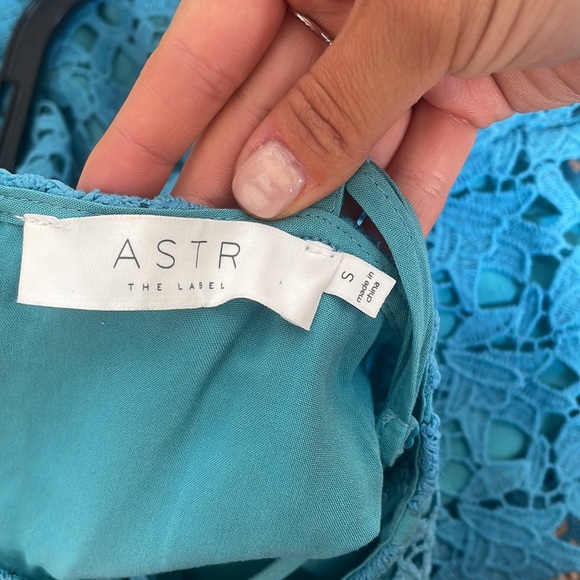 ASTR
THE LABEL
S
made in
china